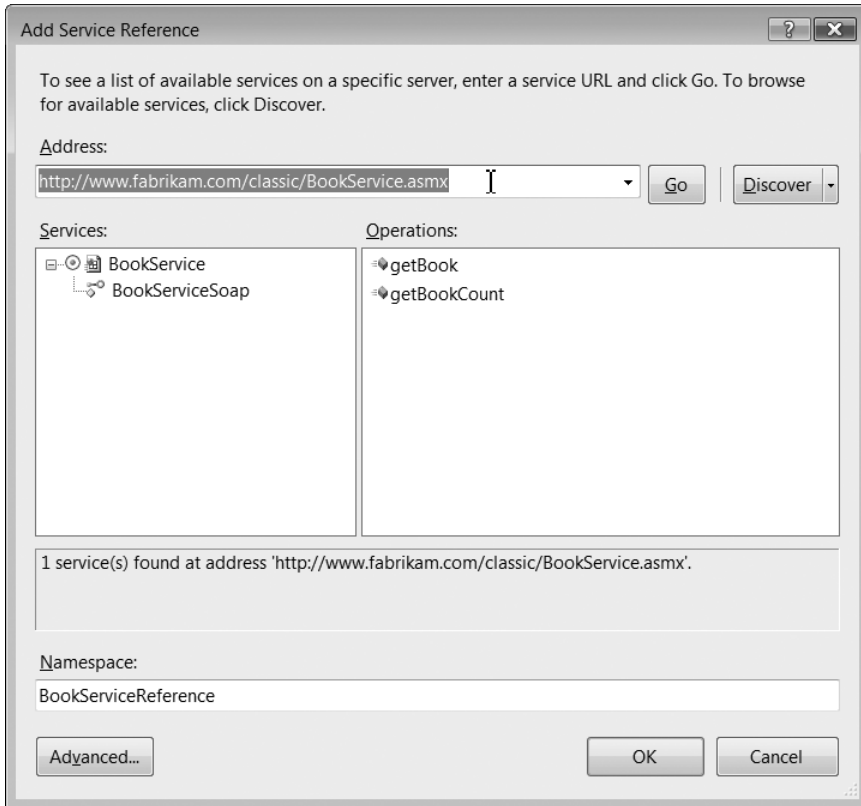 Add Service Reference
To see a list of available services on a specific server, enter a service URL and click Go. To browse
for available services, click Discover.
Address:
http://www.fabrikam.com/classic/BookService.asmx
Go
Discover
Services:
Operations:
BookService
BookServiceSoap
getBook
getBookCount
1 service(s) found at address 'http://www.fabrikam.com/classic/BookService.asmx'.
Namespace:
BookServiceReference
Advanced...
OK
Cancel